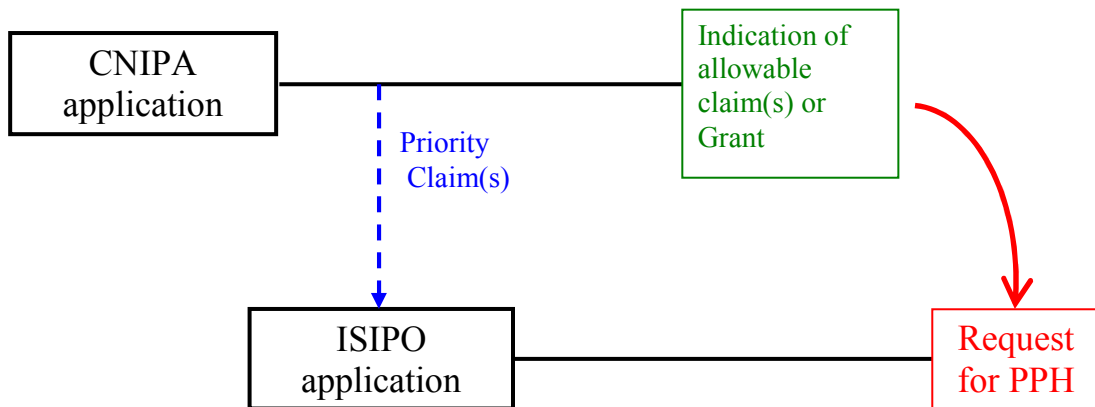 CNIPA
application
Indication of
allowable
claim(s) or
Grant
Priority
Claim(s)
ISIPO
application
Request
for PPH